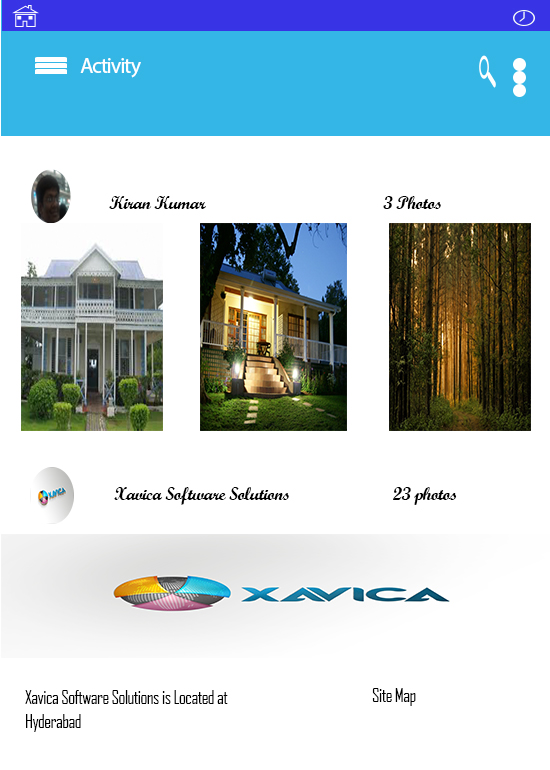 Activity
Kiran Kumar
3 Photos
Xavica Software Solutions
23 photos
XAVICA
Xavica Software Solutions is Located at
Hyderabad
Site Map